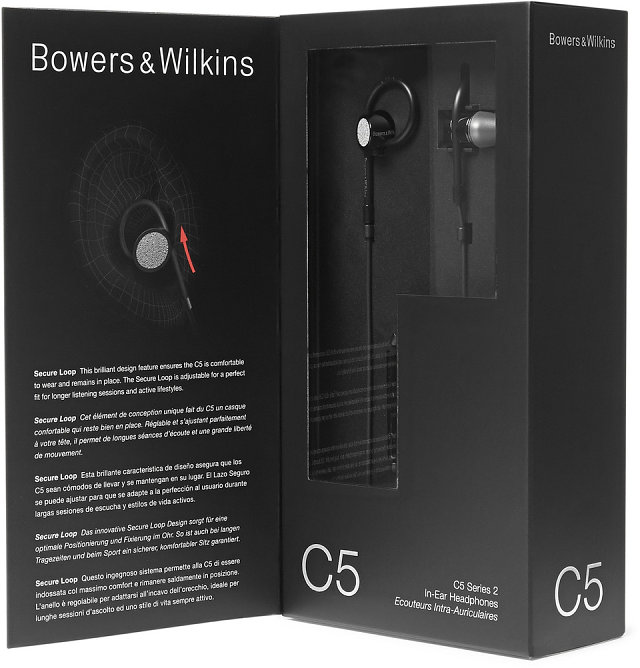 Bowers & Wilkins
Secure Loop This brilliant design feature ensures the C5 is comfortable
to wear and remains in place. The Secure Loop is adjustable for a perfect
fit for longer listening sessions and active lifestyles.
Secure Loop Cet élément de conception unique fait du C5 un casque
confortable qui reste bien en place. Réglable et s'ajustant parfaitement
à votre tête, il permet de longues séances d'écoute et une grande liberté
de mouvement.
Secure Loop Esta brillante caracteristica de diseño asegura que los
C5 sean cómodos de llevar y se mantengan en su lugar. El Lazo Seguro
se puede ajustar para que se adapte a la perfección al usuario durante
largas sesiones de escucha y estilos de vida activos.
Secure Loop Das innovative Secure Loop Design sorgt für eine
optimale Positionierung und Fixierung im Ohr. So ist auch bei langen
Tragezeiten und beim Sport ein sicherer, komfortabler Sitz garantiert.
Secure Loop Questo ingegnoso sistema permette alla C5 di essere
indossata col massimo comfort e rimanere saldamente in posizione.
L'anello è regolabile per adattarsi all'incavo dell'orecchio, ideale per
lunghe sessioni d'ascolto ed uno stile di vita sempre attivo.
Bowers & Wilk
C5
C5 Series 2
In-Ear Headphones
Ecouteurs Intra-Auriculaires
Bowers & Wilkins
C5